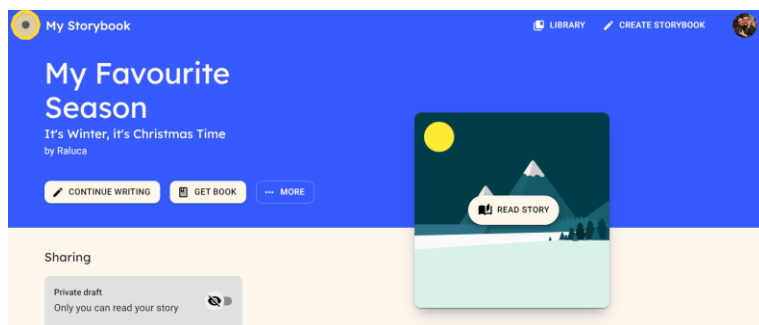 My Storybook
LIBRARY
CREATE STORYBOOK
My Favourite
Season
It's Winter, it's Christmas Time
by Raluca
CONTINUE WRITING
GET BOOK
MORE
READ STORY
Sharing
Private draft
Only you can read your story